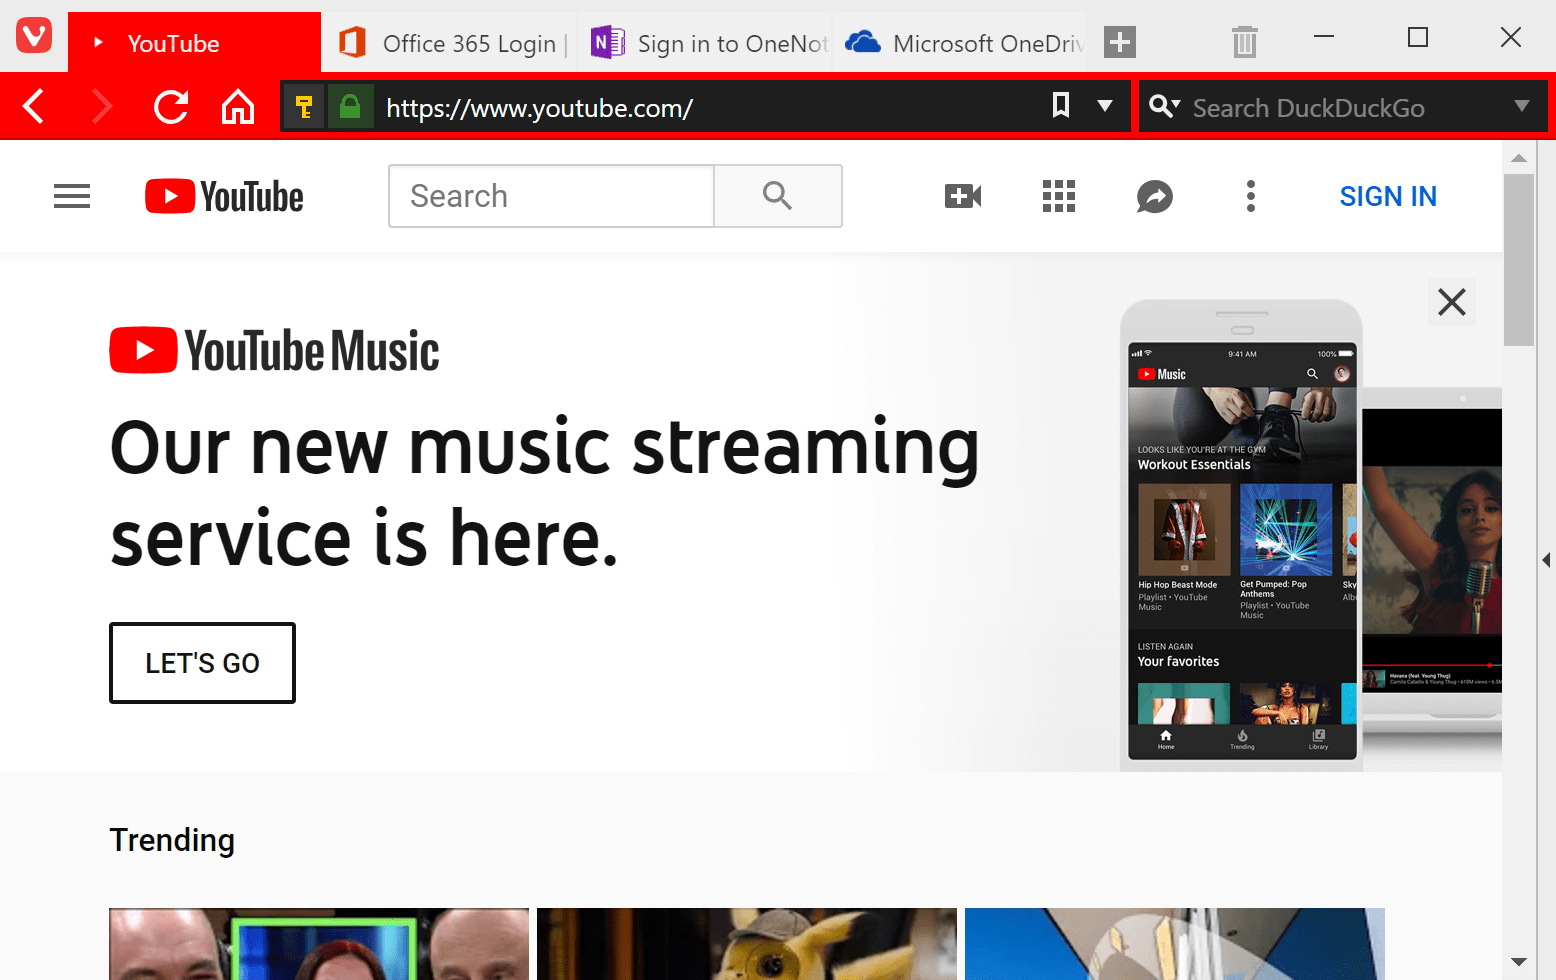 YouTube
Office 365 Login |
Sign in to OneNot
Microsoft OneDriv
https://www.youtube.com/
Search DuckDuckGo
YouTube
Search
SIGN IN
YouTube Music
Our new music streaming
service is here.
LET'S GO
9:41 AM
100%
Music
LOOKS LIKE YOU'RE AT THE GYM
Workout Essentials
Hip Hop Beast Mode
Playlist • YouTube
Music
Get Pumped: Pop
Anthems
Playlist • YouTube
Music
Sky
Albu
LISTEN AGAIN
Your favorites
Home
Trending
Library
Havana (feat. Young Thug)
Camila Cabello & Young Thug • 610M views • 6.5M
Trending